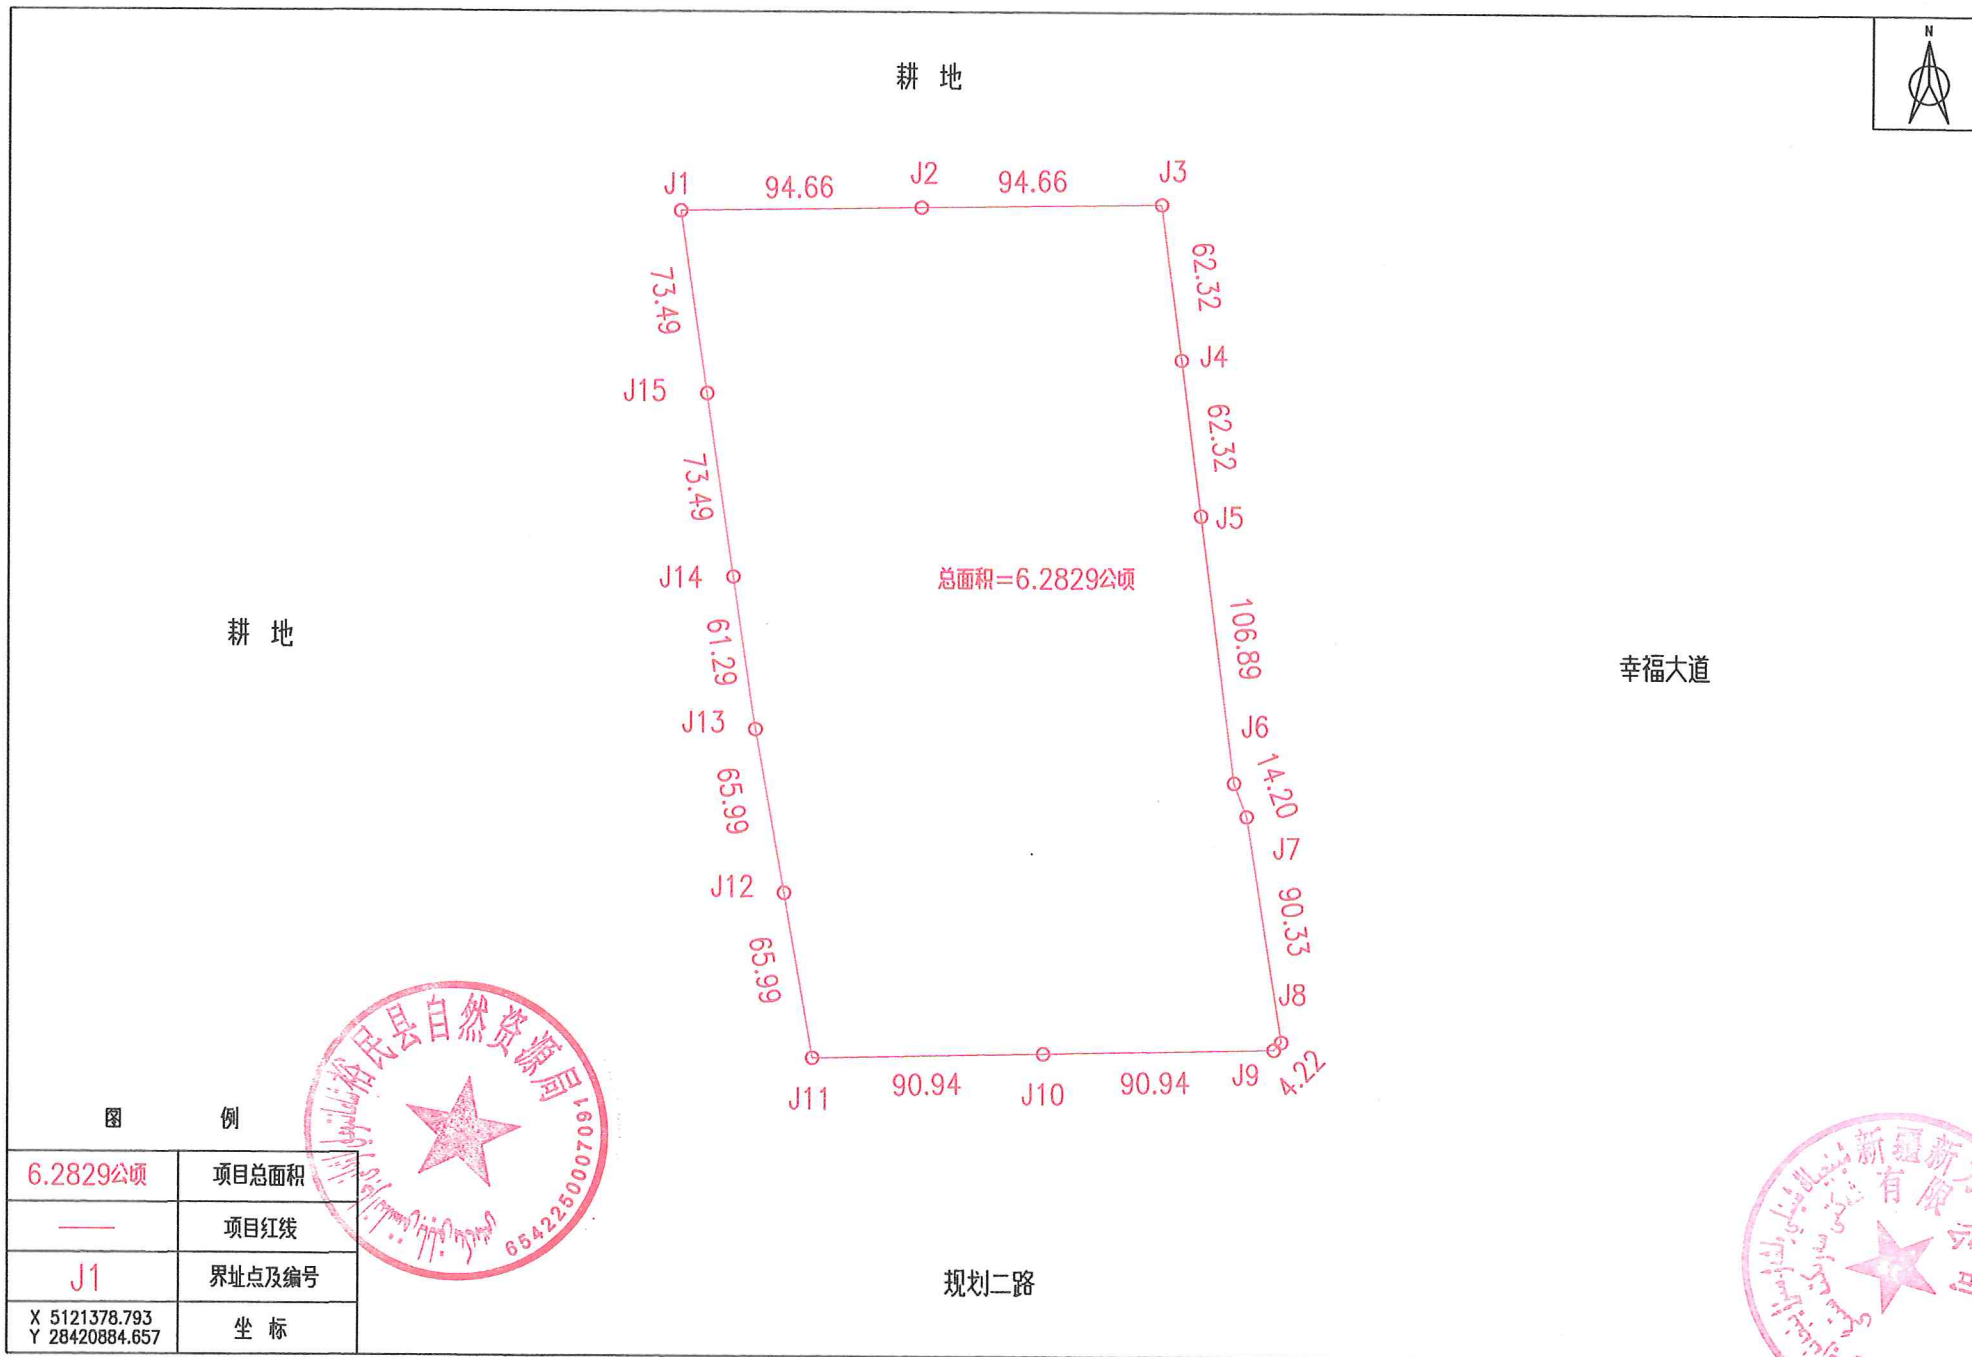 N
耕 地
J1
94.66
J2
94.66
J3
62.32
73.49
J4
J15
62.32
73.49
J5
J14
总面积=6.2829公顷
106.89
61.29
耕 地
幸福大道
J13
J6
14.20
65.99
J7
J12
90.33
65.99
J8
J9
4.22
J11
90.94
J10
90.94
裕民县自然资源局
6542250007091
图 例
6.2829公顷 项目总面积
项目红线
J1 界址点及编号
X 5121378.793
Y 28420884.657
坐 标
规划二路
新疆新
有限公司